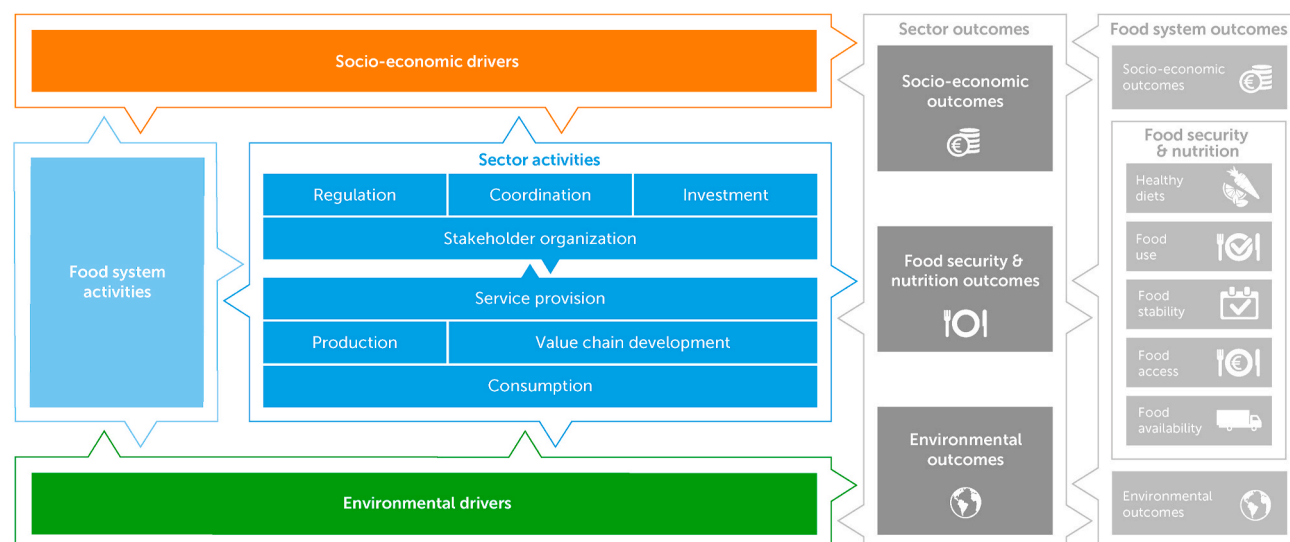 Socio-economic drivers
Food system
activities
Sector activities
Regulation
Coordination
Investment
Stakeholder organization
Service provision
Production
Value chain development
Consumption
Environmental drivers
Sector outcomes
Socio-economic
outcomes
€
Food security &
nutrition outcomes
Environmental
outcomes
Food system outcomes
Socio-economic
outcomes
€
Food security
& nutrition
Healthy
diets
Food
use
Food
stability
Food
access
€
Food
availability
Environmental
outcomes